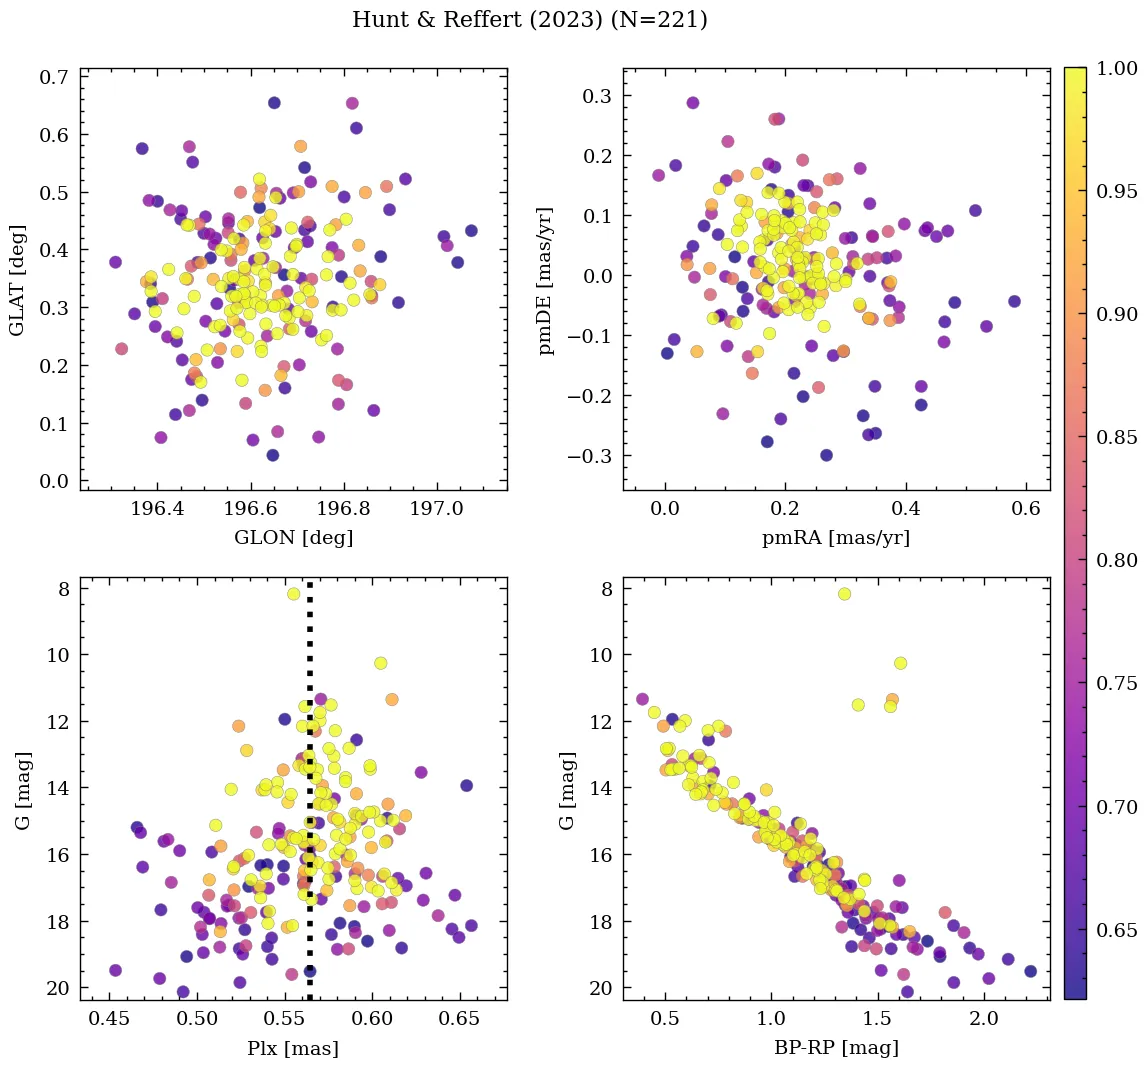 Hunt & Reffert (2023) (N=221)
0.7
0.6
0.5
0.4
0.3
0.2
0.1
0.0
GLAT [deg]
196.4 196.6 196.8 197.0
GLON [deg]
0.3
0.2
0.1
0.0
−0.1
−0.2
−0.3
pmDE [mas/yr]
0.0 0.2 0.4 0.6
pmRA [mas/yr]
8
10
12
14
16
18
20
G [mag]
0.45 0.50 0.55 0.60 0.65
Plx [mas]
8
10
12
14
16
18
20
G [mag]
0.5 1.0 1.5 2.0
BP-RP [mag]
1.00
0.95
0.90
0.85
0.80
0.75
0.70
0.65